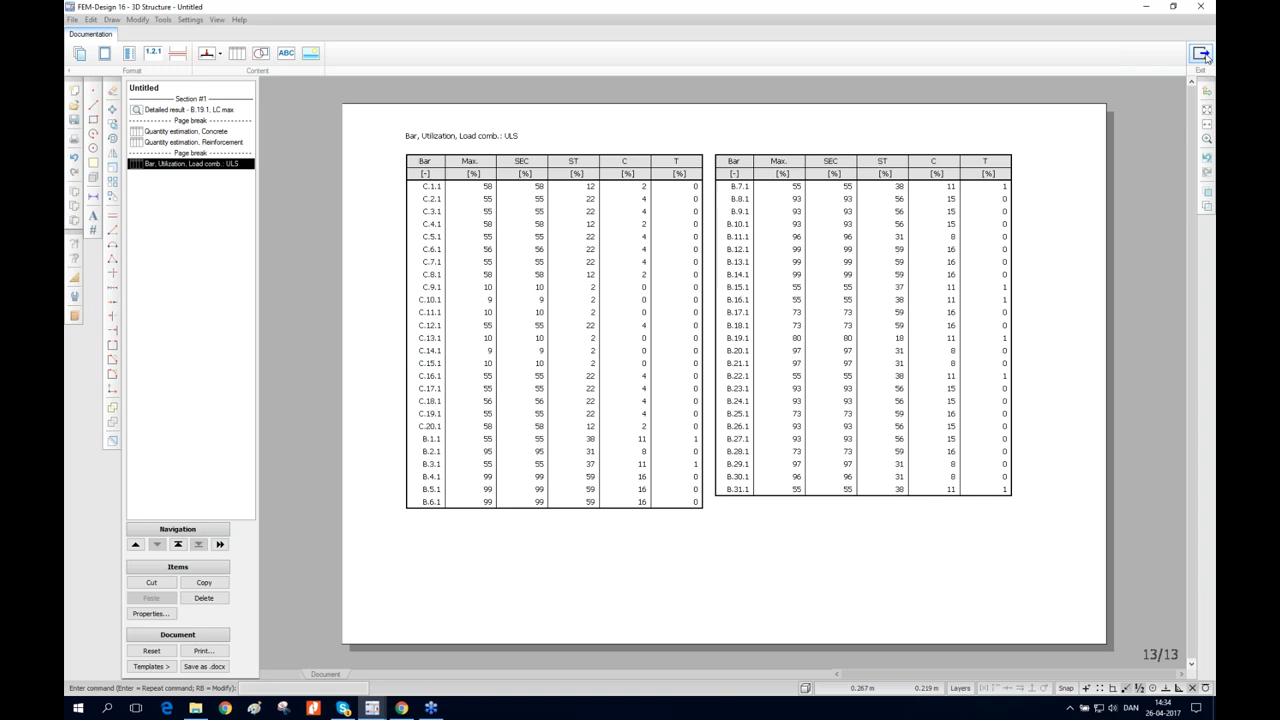 FEM-Design 16 - 3D Structure - Untitled
File Edit Draw Modify Tools Settings View Help
Documentation
1.2.1 ABC
Format Content Exit
Untitled
Section #1
Detailed result - B.19.1, LC max
Page break
Quantity estimation, Concrete
Quantity estimation, Reinforcement
Page break
Bar, Utilization, Load comb.: ULS
Navigation
Items
Cut Copy
Paste Delete
Properties...
Document
Reset Print...
Templates > Save as .docx
Bar, Utilization, Load comb.: ULS
Bar Max. SEC ST C T
[-] [%] [%] [%] [%] [%]
C.1.1 58 58 12 2 0
C.2.1 55 55 22 4 0
C.3.1 55 55 22 4 0
C.4.1 58 58 12 2 0
C.5.1 55 55 22 4 0
C.6.1 56 56 22 4 0
C.7.1 55 55 22 4 0
C.8.1 58 58 12 2 0
C.9.1 10 10 2 0 0
C.10.1 9 9 2 0 0
C.11.1 10 10 2 0 0
C.12.1 55 55 22 4 0
C.13.1 10 10 2 0 0
C.14.1 9 9 2 0 0
C.15.1 10 10 2 0 0
C.16.1 55 55 22 4 0
C.17.1 55 55 22 4 0
C.18.1 56 56 22 4 0
C.19.1 55 55 22 4 0
C.20.1 58 58 12 2 0
B.1.1 55 55 38 11 1
B.2.1 95 95 31 8 0
B.3.1 55 55 37 11 1
B.4.1 99 99 59 16 0
B.5.1 99 99 59 16 0
B.6.1 99 99 59 16 0
Bar Max. SEC ST C T
[-] [%] [%] [%] [%] [%]
B.7.1 55 55 38 11 1
B.8.1 93 93 56 15 0
B.9.1 93 93 56 15 0
B.10.1 93 93 56 15 0
B.11.1 96 96 31 8 0
B.12.1 99 99 59 16 0
B.13.1 99 99 59 16 0
B.14.1 99 99 59 16 0
B.15.1 55 55 37 11 1
B.16.1 55 55 38 11 1
B.17.1 73 73 59 16 0
B.18.1 73 73 59 16 0
B.19.1 80 80 18 11 1
B.20.1 97 97 31 8 0
B.21.1 97 97 31 8 0
B.22.1 55 55 38 11 1
B.23.1 93 93 56 15 0
B.24.1 93 93 56 15 0
B.25.1 73 73 59 16 0
B.26.1 93 93 56 15 0
B.27.1 93 93 56 15 0
B.28.1 73 73 59 16 0
B.29.1 97 97 31 8 0
B.30.1 96 96 31 8 0
B.31.1 55 55 38 11 1
13/13
Document
Enter command (Enter = Repeat command; RB = Modify): 0.267 m 0.219 m Layers Snap
DAN 14:34
26-04-2017